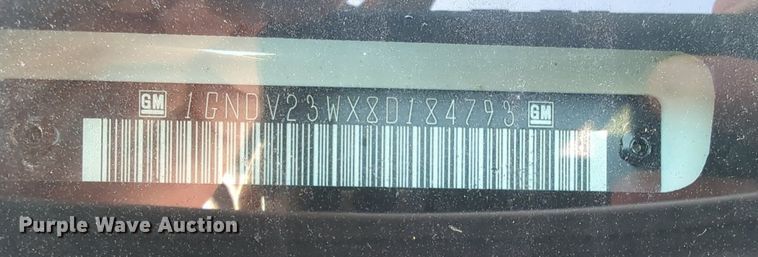 GM 1GNDV23WX8D184793 GM
Purple Wave Auction